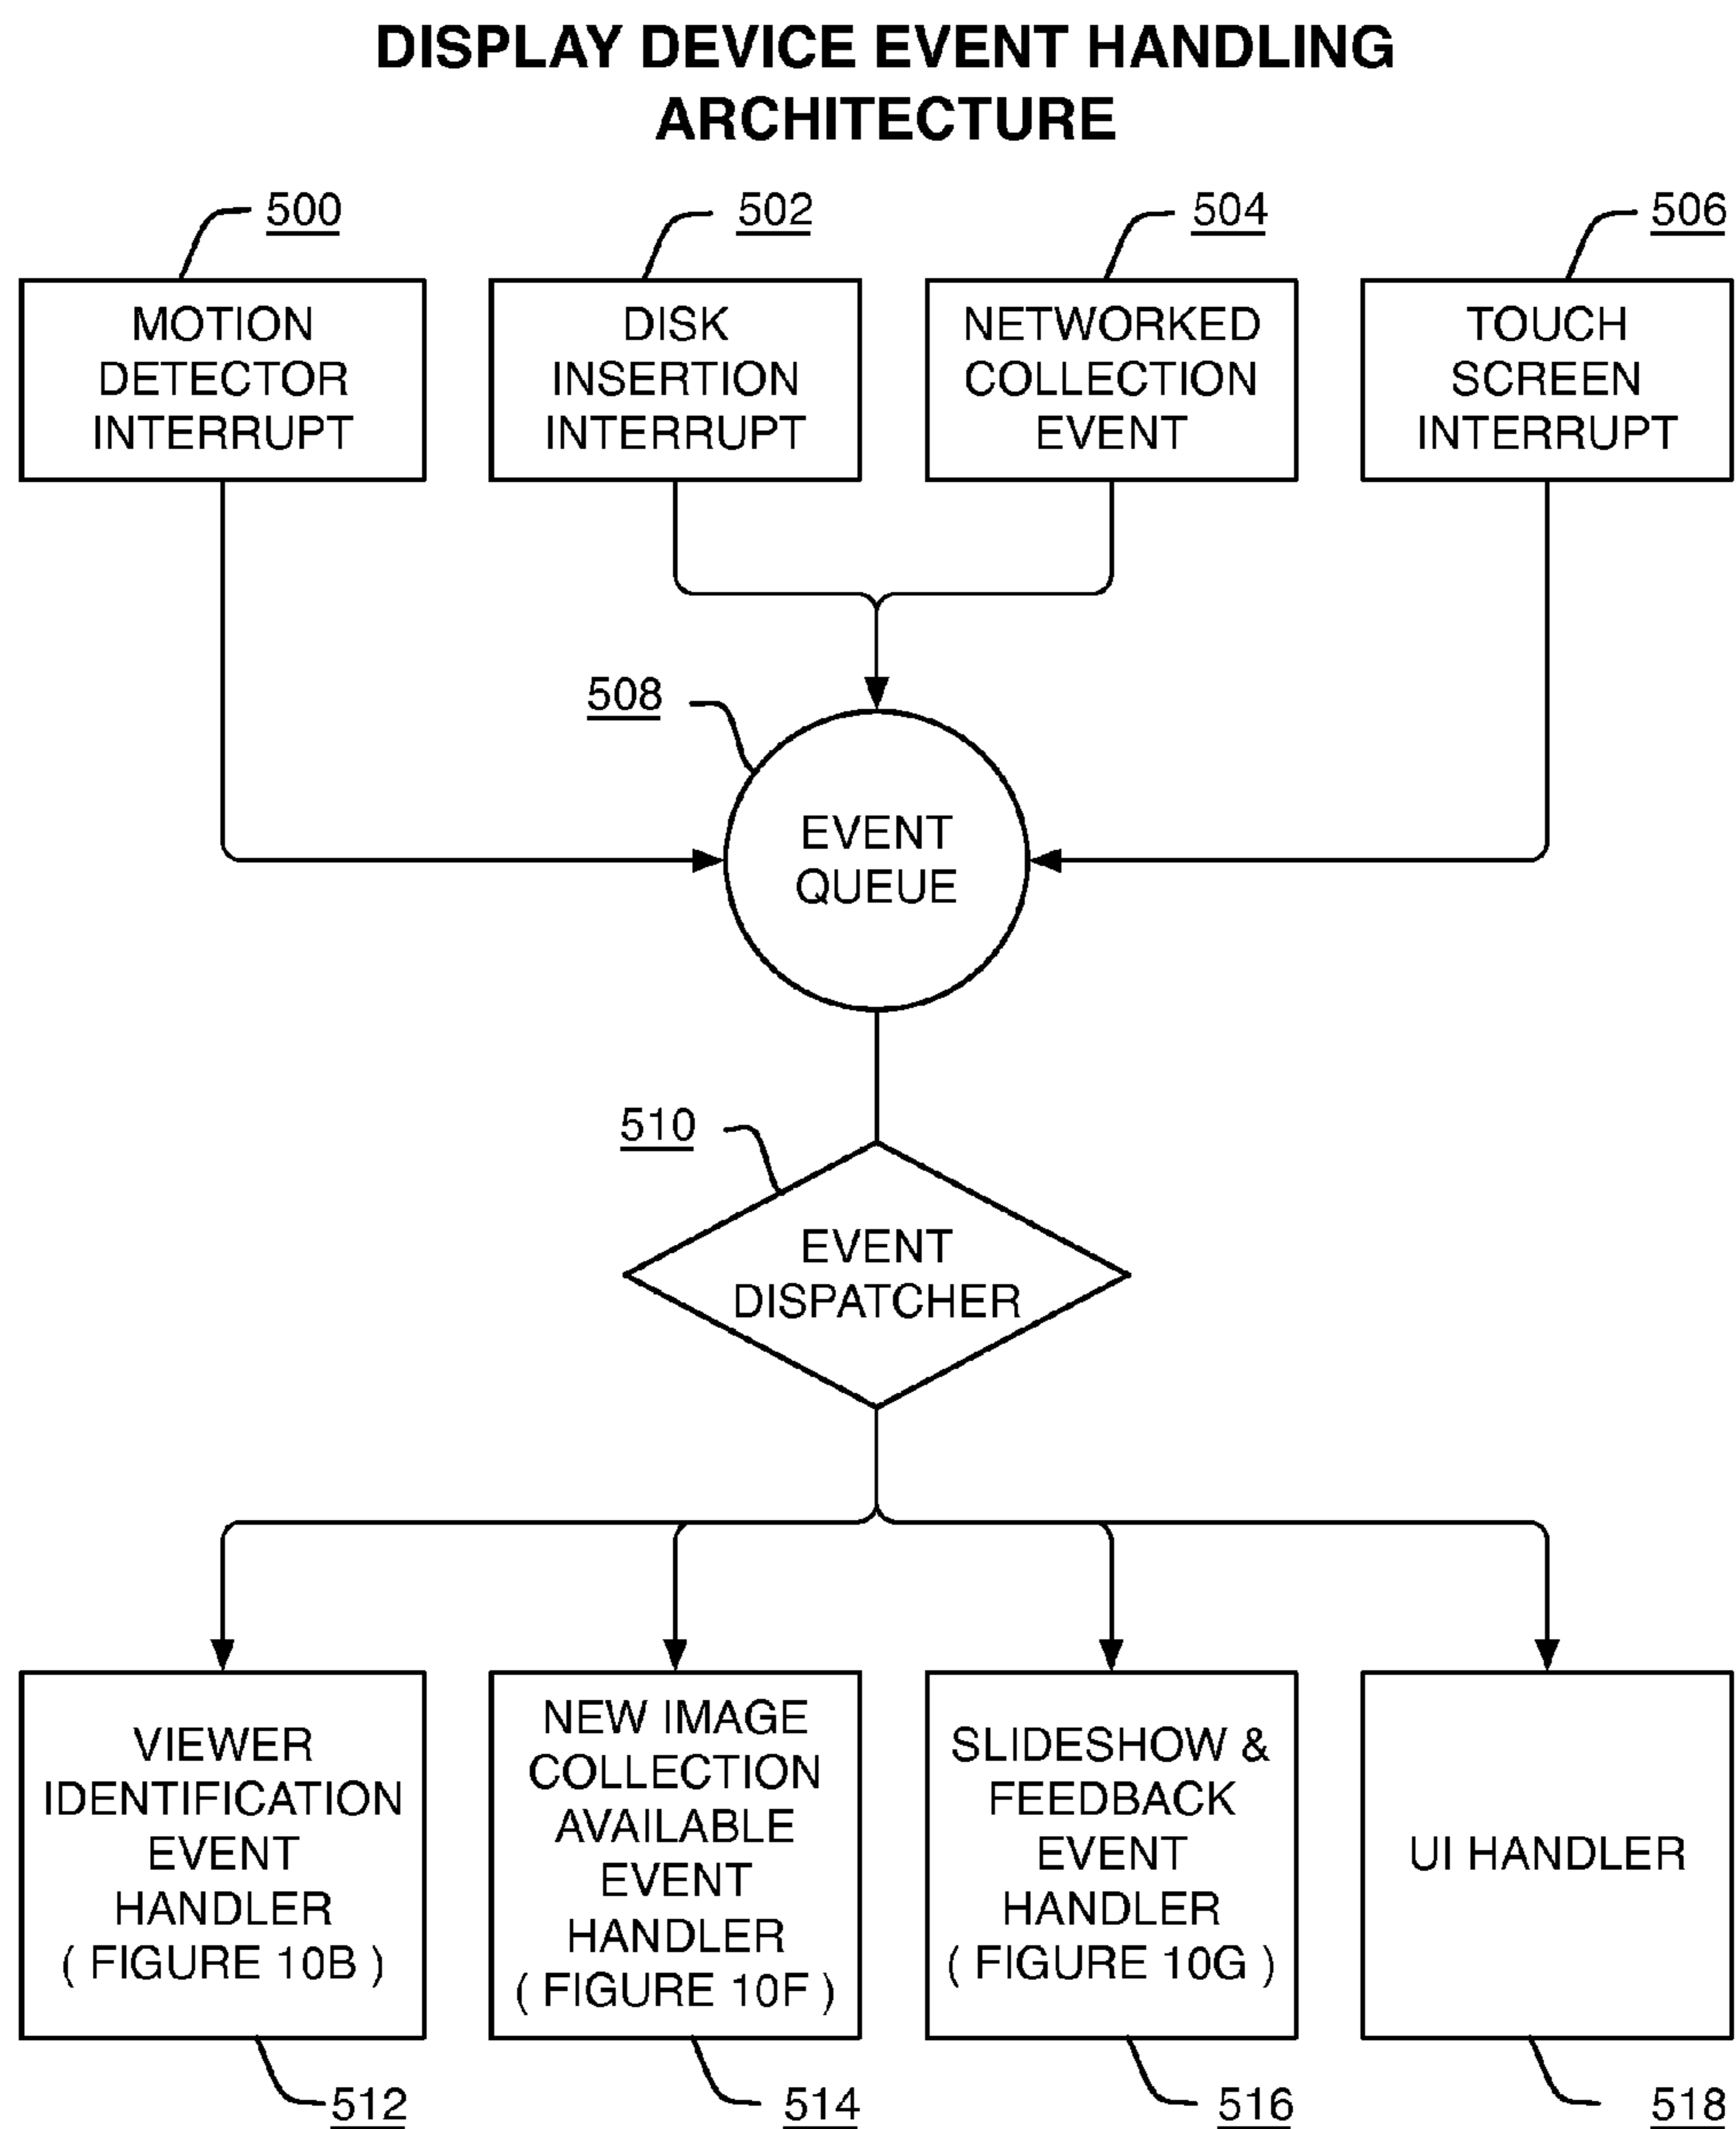 DISPLAY DEVICE EVENT HANDLING
ARCHITECTURE
500
502
504
506
MOTION
DETECTOR
INTERRUPT
DISK
INSERTION
INTERRUPT
NETWORKED
COLLECTION
EVENT
TOUCH
SCREEN
INTERRUPT
508
EVENT
QUEUE
510
EVENT
DISPATCHER
VIEWER
IDENTIFICATION
EVENT
HANDLER
( FIGURE 10B )
NEW IMAGE
COLLECTION
AVAILABLE
EVENT
HANDLER
( FIGURE 10F )
SLIDESHOW &
FEEDBACK
EVENT
HANDLER
( FIGURE 10G )
UI HANDLER
512
514
516
518